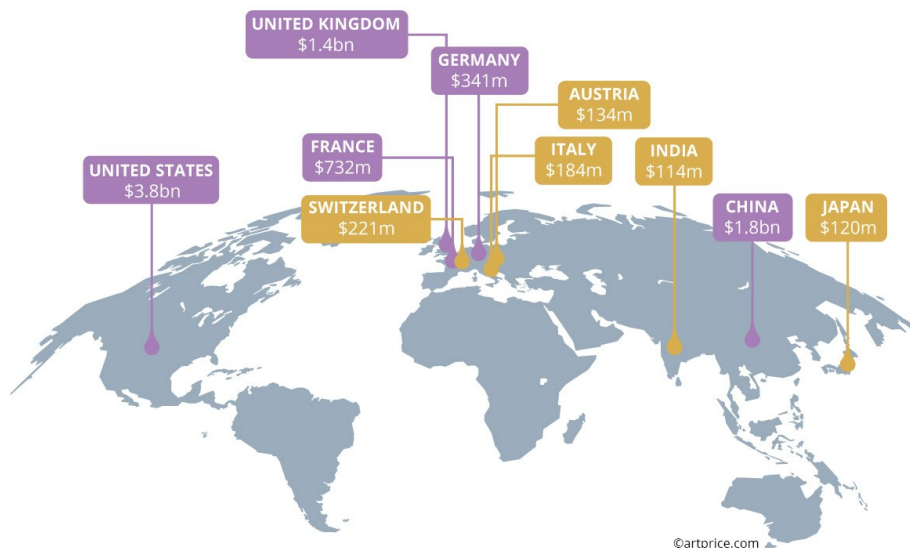 UNITED KINGDOM
$1.4bn
GERMANY
$341m
AUSTRIA
$134m
FRANCE
$732m
ITALY
$184m
INDIA
$114m
UNITED STATES
$3.8bn
SWITZERLAND
$221m
CHINA
$1.8bn
JAPAN
$120m
©artprice.com